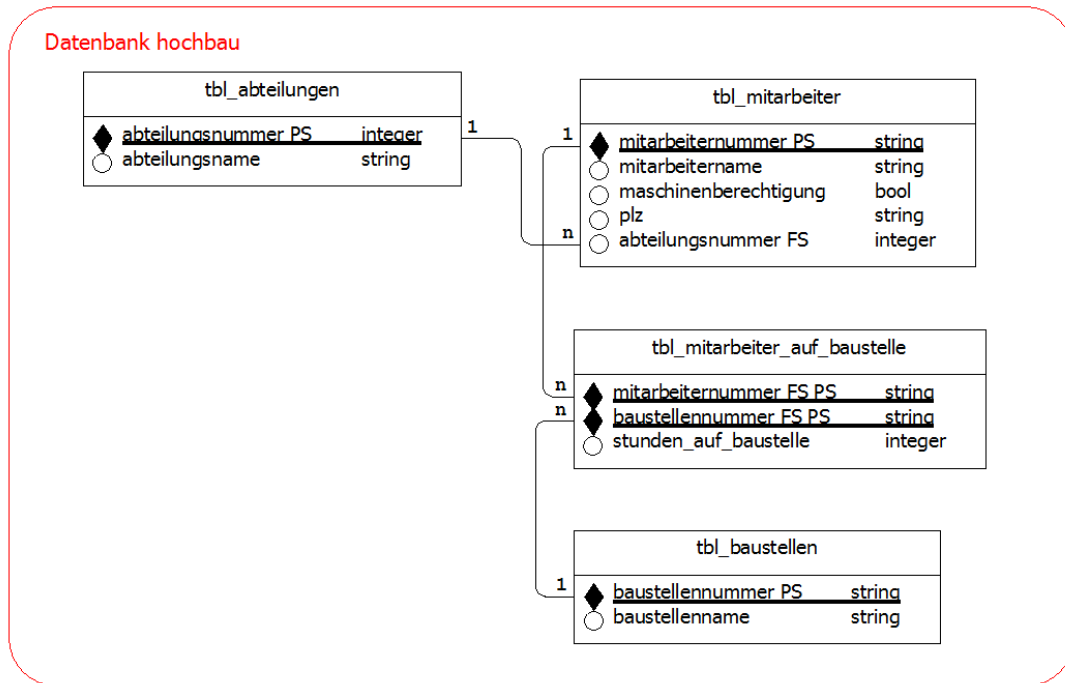 Datenbank hochbau
tbl_abteilungen
abteilungsnummer PS integer
abteilungsname string
1
n
tbl_mitarbeiter
1
mitarbeiternummer PS string
mitarbeitername string
maschinenberechtigung bool
plz string
abteilungsnummer FS integer
tbl_mitarbeiter_auf_baustelle
n
mitarbeiternummer FS PS string
n
baustellennummer FS PS string
stunden_auf_baustelle integer
tbl_baustellen
1
baustellennummer PS string
baustellenname string